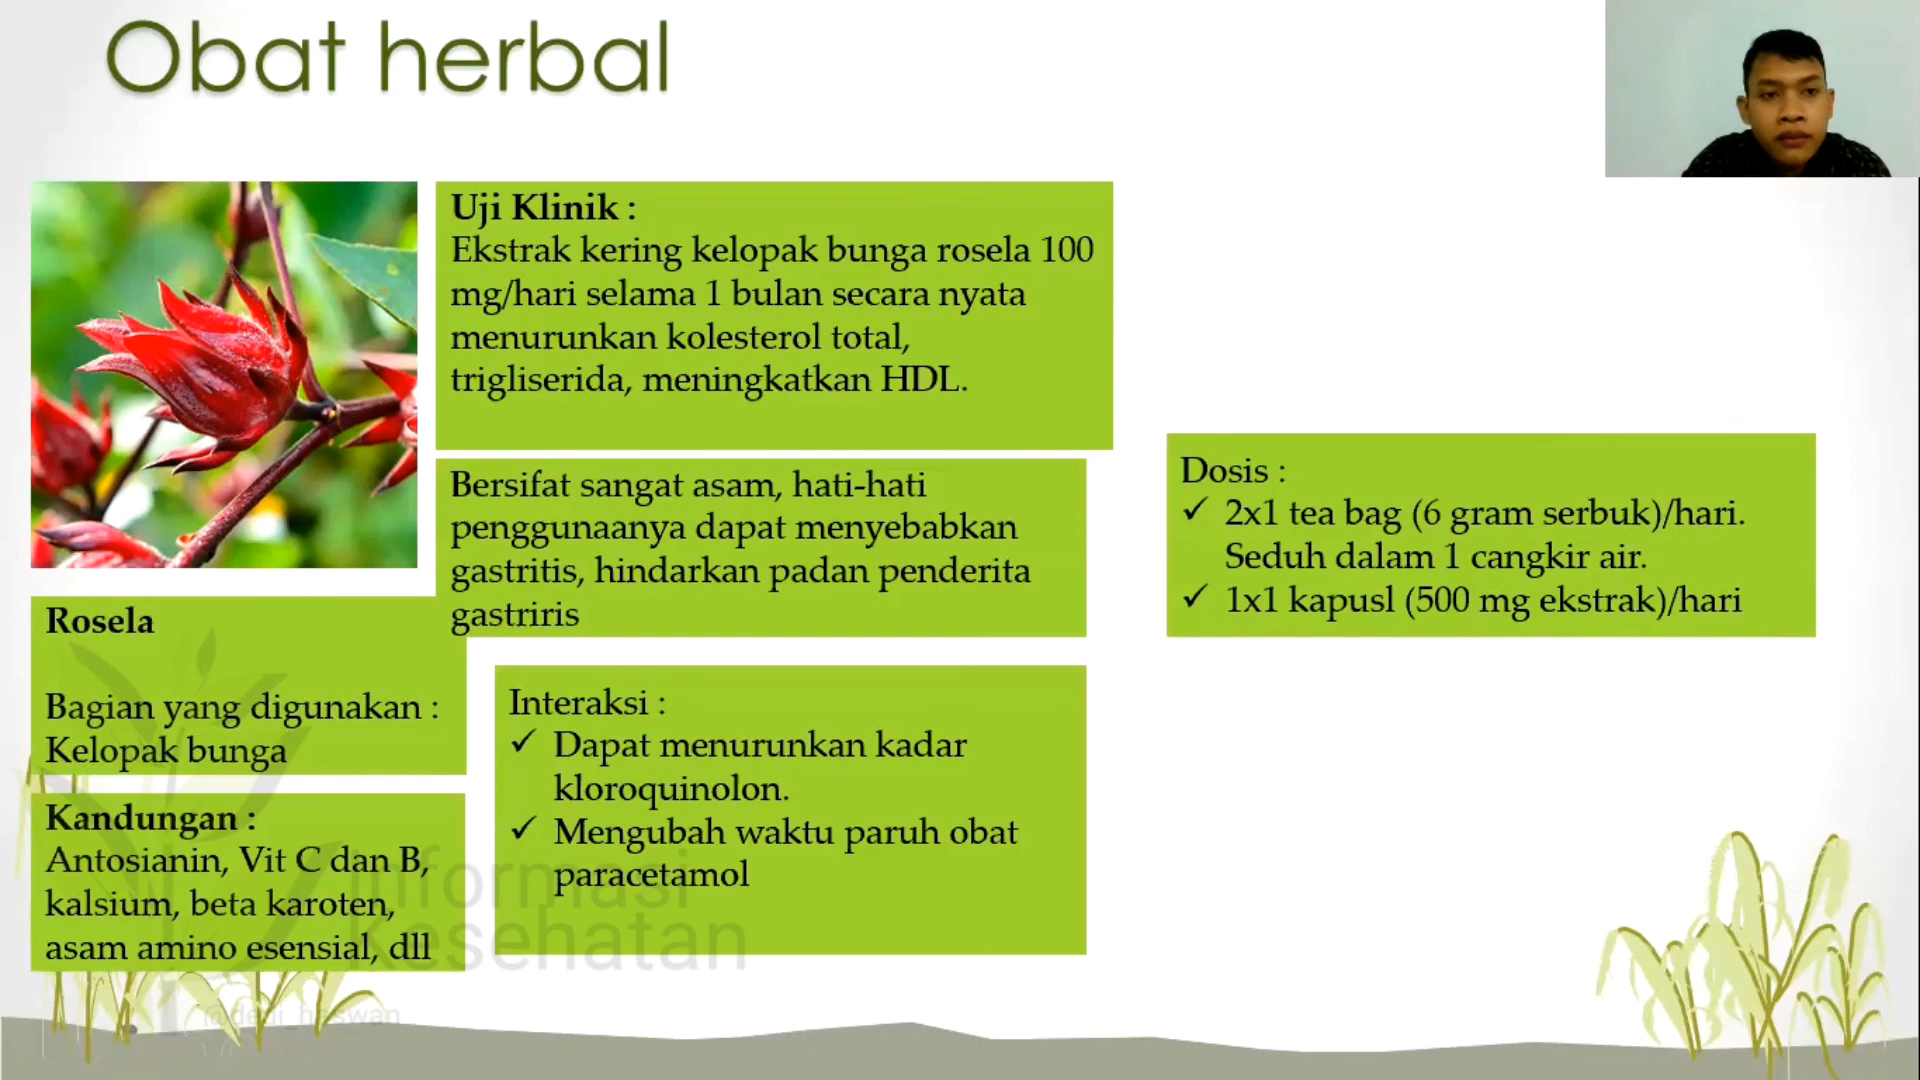 Obat herbal
Uji Klinik :
Ekstrak kering kelopak bunga rosela 100
mg/hari selama 1 bulan secara nyata
menurunkan kolesterol total,
trigliserida, meningkatkan HDL.
Bersifat sangat asam, hati-hati
penggunaanya dapat menyebabkan
gastritis, hindarkan padan penderita
gastriris
Rosela
Bagian yang digunakan :
Kelopak bunga
Kandungan :
Antosianin, Vit C dan B,
kalsium, beta karoten,
asam amino esensial, dll
Interaksi :
✓ Dapat menurunkan kadar
kloroquinolon.
✓ Mengubah waktu paruh obat
paracetamol
Dosis :
✓ 2x1 tea bag (6 gram serbuk)/hari.
Seduh dalam 1 cangkir air.
✓ 1x1 kapusl (500 mg ekstrak)/hari
Informasi
Kesehatan